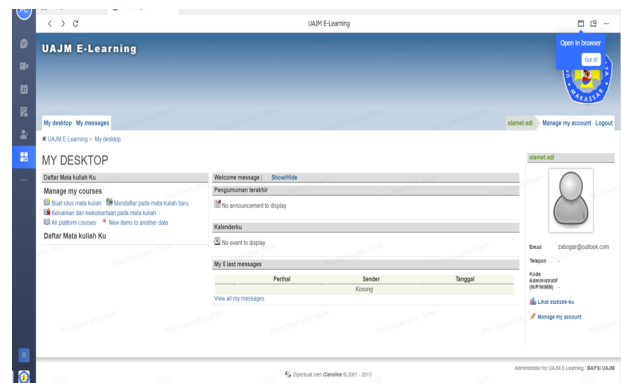 UAJM E-Learning
Open in browser
Got it!
UAJM E-Learning
MAKASSAR
My desktop My messages
slamet adi Manage my account Logout
UAJM E-Learning > My desktop
MY DESKTOP
slamet adi
Daftar Mata kuliah Ku
Manage my courses
Buat situs mata kuliah Mendaftar pada mata kuliah baru
Keluarkan dari keikutsertaan pada mata kuliah
All platform courses New items to another date
Daftar Mata kuliah Ku
Welcome message | Show/Hide
Pengumuman terakhir
No announcement to display
Kalenderku
No event to display
My 5 last messages
Perihal Sender Tanggal
Kosong
View all my messages
Email zabogar@outlook.com
Telepon -
Kode
Administratif
(NIP/NIMM) -
Lihat statistik-ku
Manage my account
Administrator for UAJM E-Learning : BAPSI UAJM
Diperkuat oleh Claroline © 2001 - 2013